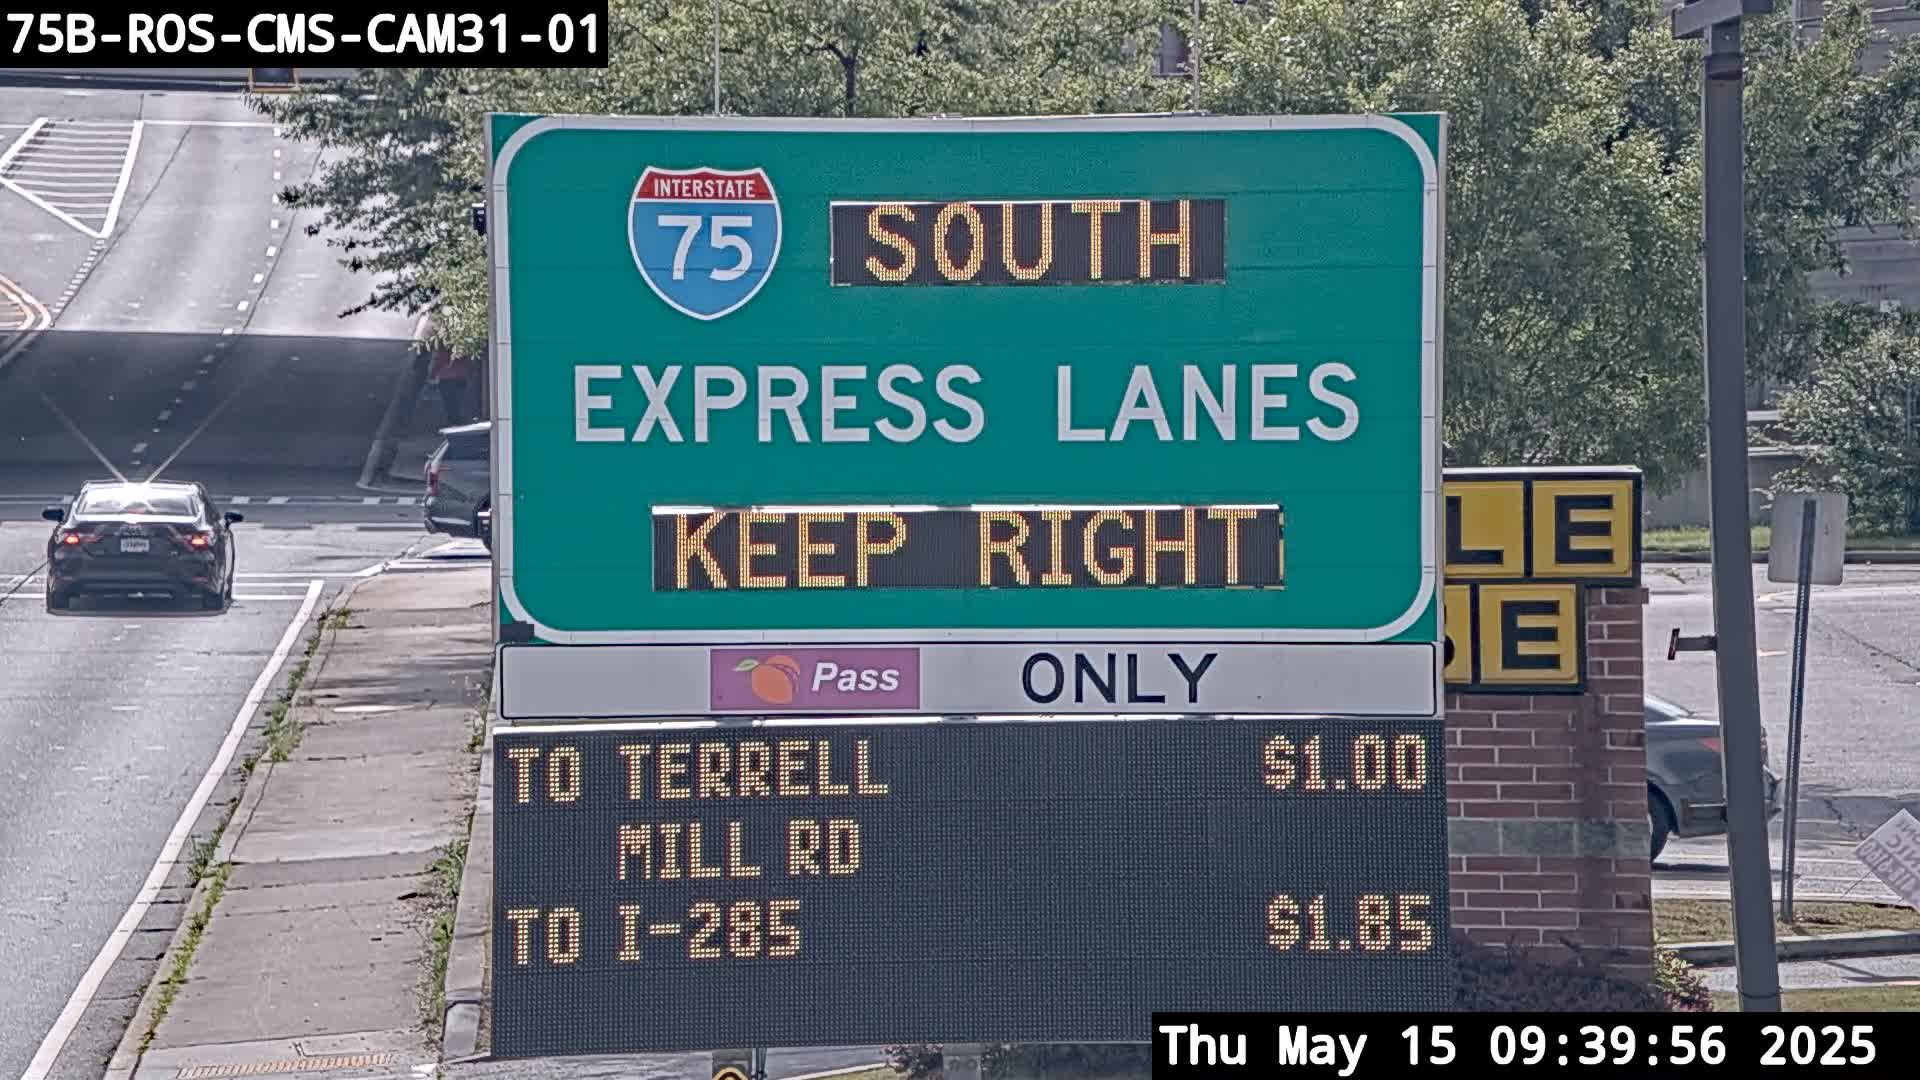 75B-ROS-CMS-CAM31-01
INTERSTATE
75
SOUTH
EXPRESS LANES
KEEP RIGHT
LE
E
Pass ONLY
TO TERRELL $1.00
MILL RD
TO I-285 $1.85
Thu May 15 09:39:56 2025